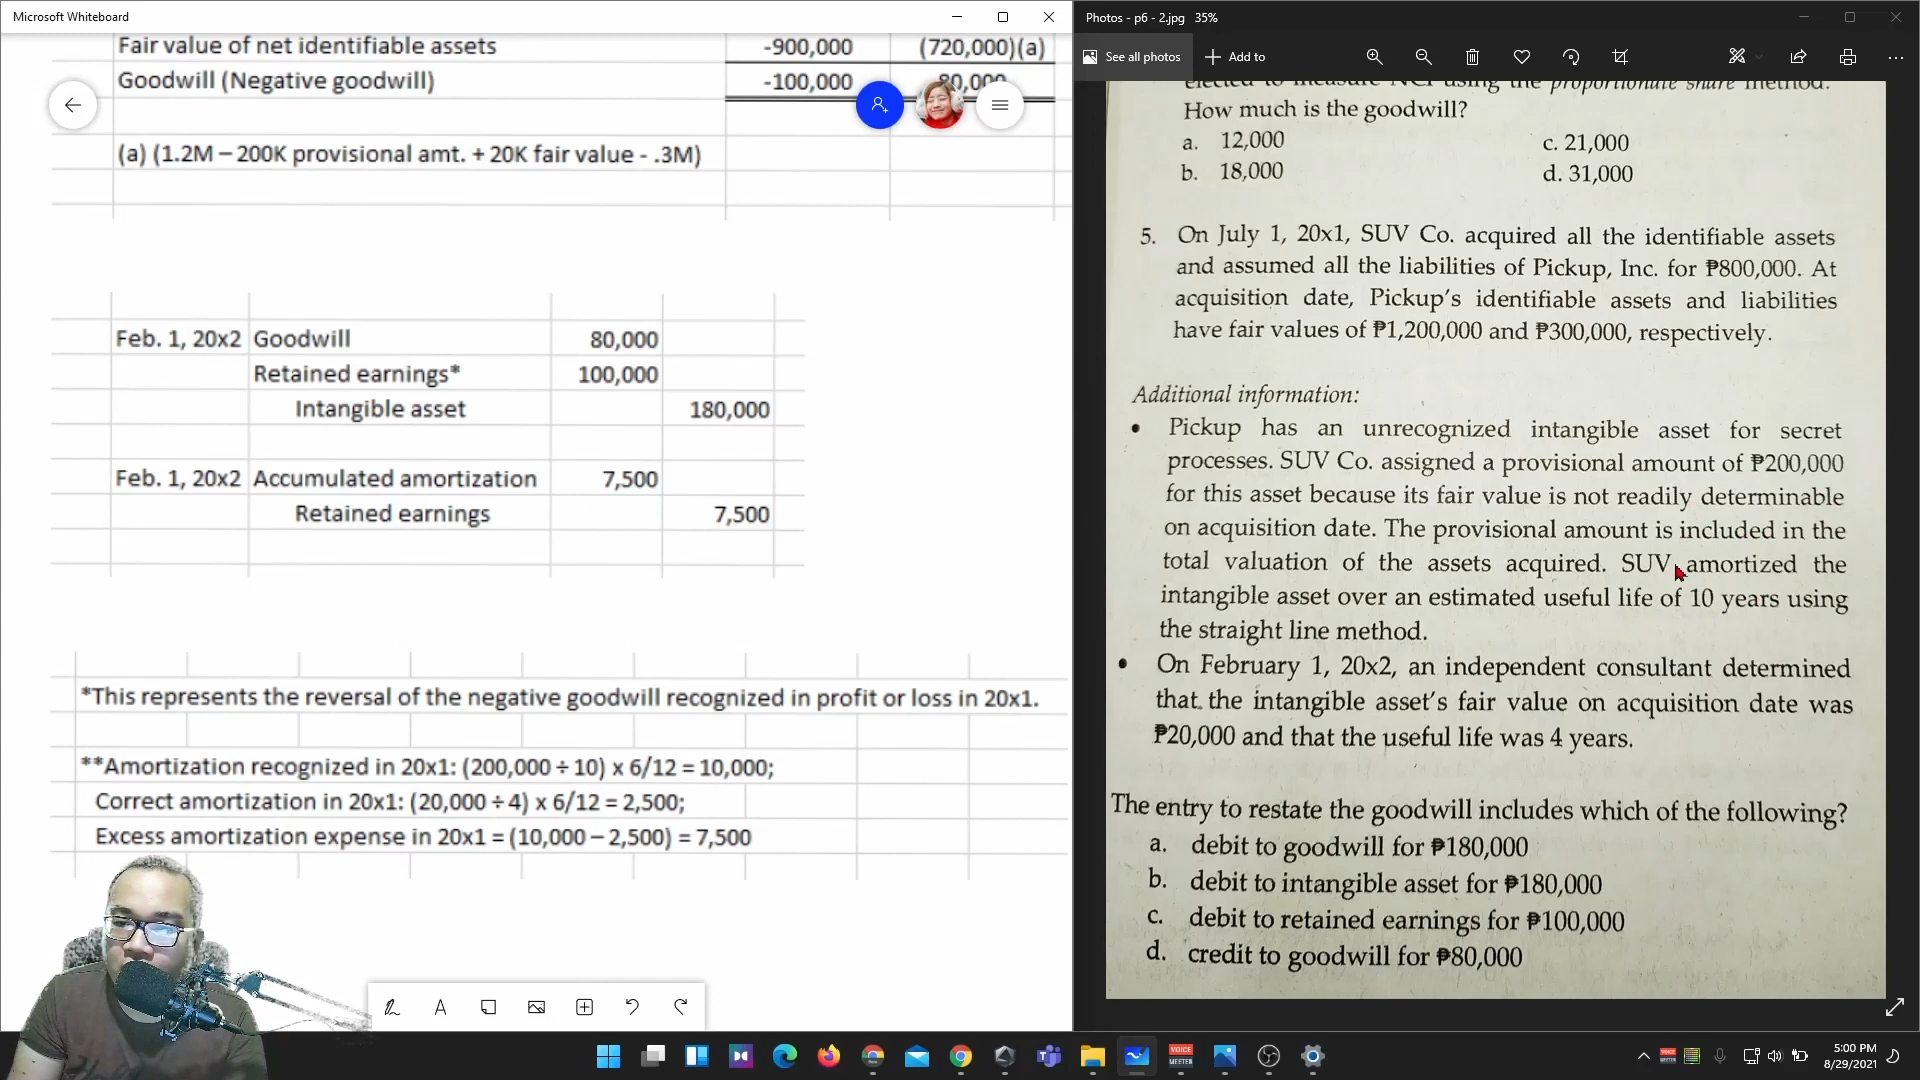 Microsoft Whiteboard
Fair value of net identifiable assets -900,000 (720,000)(a)
Goodwill (Negative goodwill) -100,000 80,000
(a) (1.2M – 200K provisional amt. + 20K fair value - .3M)
Feb. 1, 20x2 Goodwill 80,000
Retained earnings* 100,000
Intangible asset 180,000
Feb. 1, 20x2 Accumulated amortization 7,500
Retained earnings 7,500
*This represents the reversal of the negative goodwill recognized in profit or loss in 20x1.
**Amortization recognized in 20x1: (200,000 ÷ 10) x 6/12 = 10,000;
Correct amortization in 20x1: (20,000 ÷ 4) x 6/12 = 2,500;
Excess amortization expense in 20x1 = (10,000 – 2,500) = 7,500
Photos - p6 - 2.jpg 35%
See all photos Add to
elected to measure NCI using the proportionate share method.
How much is the goodwill?
a. 12,000 c. 21,000
b. 18,000 d. 31,000
5. On July 1, 20x1, SUV Co. acquired all the identifiable assets
and assumed all the liabilities of Pickup, Inc. for ₱800,000. At
acquisition date, Pickup's identifiable assets and liabilities
have fair values of ₱1,200,000 and ₱300,000, respectively.
Additional information:
• Pickup has an unrecognized intangible asset for secret
processes. SUV Co. assigned a provisional amount of ₱200,000
for this asset because its fair value is not readily determinable
on acquisition date. The provisional amount is included in the
total valuation of the assets acquired. SUV amortized the
intangible asset over an estimated useful life of 10 years using
the straight line method.
• On February 1, 20x2, an independent consultant determined
that the intangible asset's fair value on acquisition date was
₱20,000 and that the useful life was 4 years.
The entry to restate the goodwill includes which of the following?
a. debit to goodwill for ₱180,000
b. debit to intangible asset for ₱180,000
c. debit to retained earnings for ₱100,000
d. credit to goodwill for ₱80,000
A
VOICE
MEETER
5:00 PM
8/29/2021